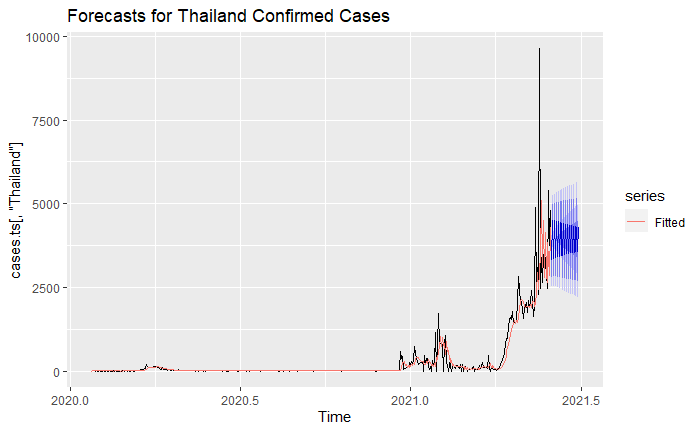 Forecasts for Thailand Confirmed Cases
10000
7500
5000
2500
0
cases.ts[, "Thailand"]
2020.0
2020.5
2021.0
2021.5
Time
series
Fitted